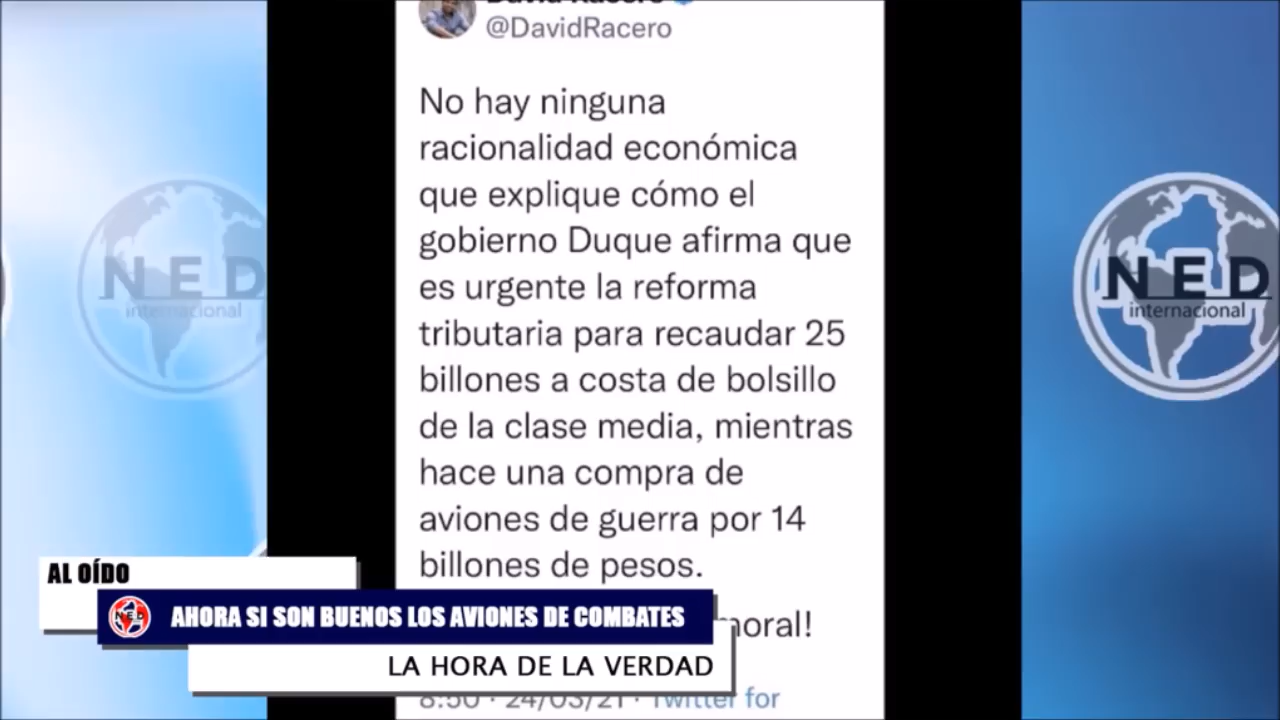 David Racero
@DavidRacero
No hay ninguna
racionalidad económica
que explique cómo el
gobierno Duque afirma que
es urgente la reforma
tributaria para recaudar 25
billones a costa de bolsillo
de la clase media, mientras
hace una compra de
aviones de guerra por 14
billones de pesos.
moral!
8:50 · 24/03/21 · Twitter for
NED
internacional
NED
internacional
AL OÍDO
NED
AHORA SI SON BUENOS LOS AVIONES DE COMBATES
LA HORA DE LA VERDAD